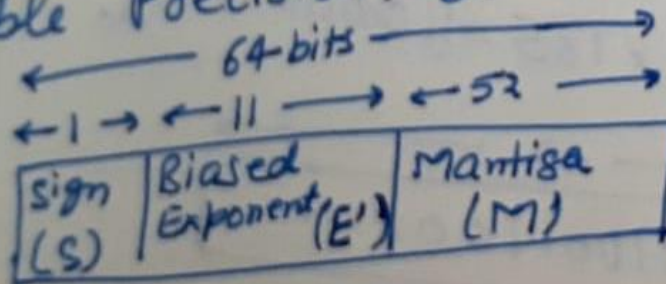 64-bits
1 11 52
Sign Biased Mantisa
(S) Exponent (E') (M)